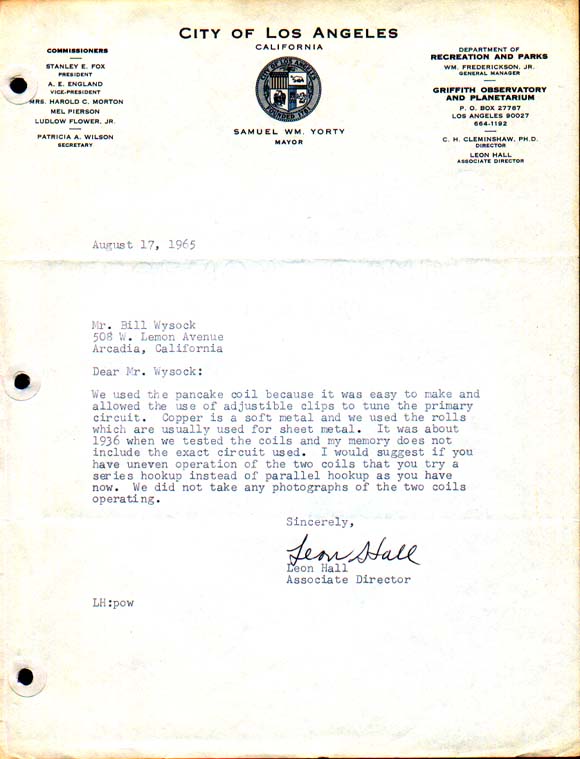 CITY OF LOS ANGELES
CALIFORNIA
COMMISSIONERS
STANLEY E. FOX
PRESIDENT
A. E. ENGLAND
VICE-PRESIDENT
MRS. HAROLD C. MORTON
MEL PIERSON
LUDLOW FLOWER, JR.
PATRICIA A. WILSON
SECRETARY
CITY OF LOS ANGELES
FOUNDED 1781
SAMUEL WM. YORTY
MAYOR
DEPARTMENT OF
RECREATION AND PARKS
WM. FREDERICKSON, JR.
GENERAL MANAGER
GRIFFITH OBSERVATORY
AND PLANETARIUM
P. O. BOX 27787
LOS ANGELES 90027
664-1192
C. H. CLEMINSHAW, PH.D.
DIRECTOR
LEON HALL
ASSOCIATE DIRECTOR
August 17, 1965
Mr. Bill Wysock
508 W. Lemon Avenue
Arcadia, California
Dear Mr. Wysock:
We used the pancake coil because it was easy to make and
allowed the use of adjustible clips to tune the primary
circuit. Copper is a soft metal and we used the rolls
which are usually used for sheet metal. It was about
1936 when we tested the coils and my memory does not
include the exact circuit used. I would suggest if you
have uneven operation of the two coils that you try a
series hookup instead of parallel hookup as you have
now. We did not take any photographs of the two coils
operating.
Sincerely,
Leon Hall
Leon Hall
Associate Director
LH:pow